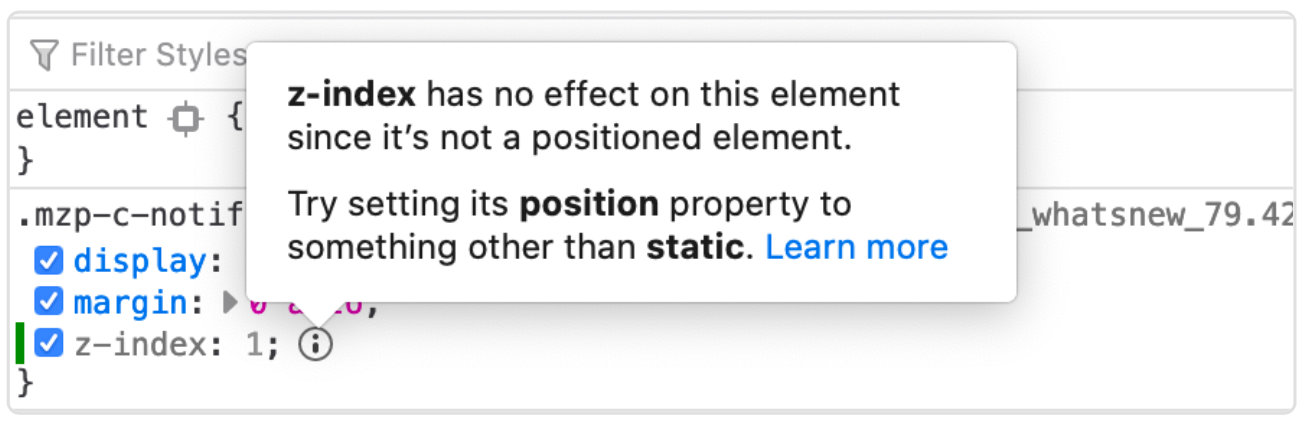 Filter Styles
z-index has no effect on this element
since it’s not a positioned element.
Try setting its position property to
something other than static. Learn more
element {
}
.mzp-c-notif
_whatsnew_79.42
display:
margin: 0
z-index: 1;
}